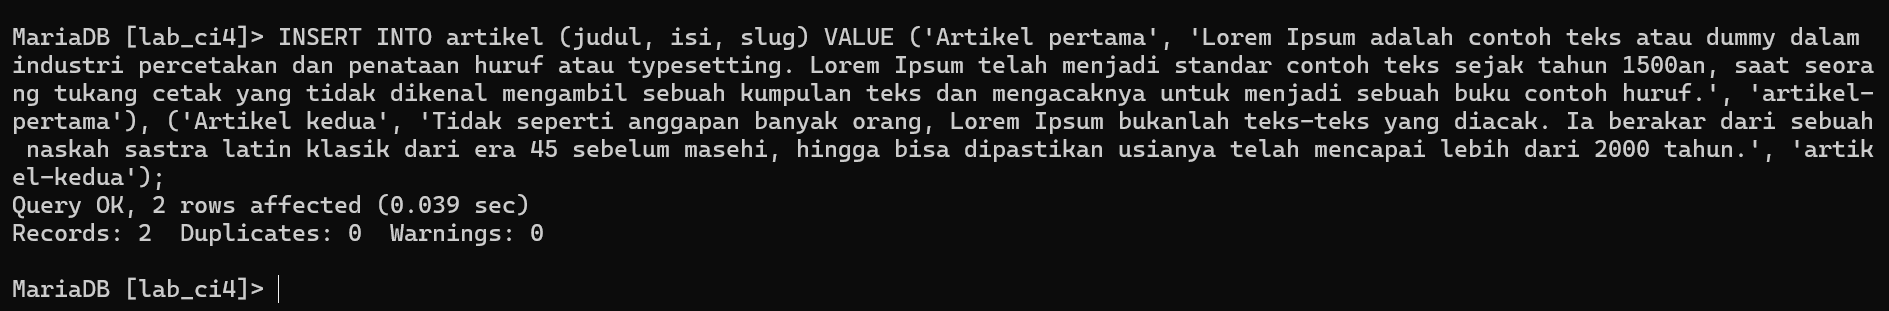 MariaDB [lab_ci4]> INSERT INTO artikel (judul, isi, slug) VALUE ('Artikel pertama', 'Lorem Ipsum adalah contoh teks atau dummy dalam
industri percetakan dan penataan huruf atau typesetting. Lorem Ipsum telah menjadi standar contoh teks sejak tahun 1500an, saat seora
ng tukang cetak yang tidak dikenal mengambil sebuah kumpulan teks dan mengacaknya untuk menjadi sebuah buku contoh huruf.', 'artikel-
pertama'), ('Artikel kedua', 'Tidak seperti anggapan banyak orang, Lorem Ipsum bukanlah teks-teks yang diacak. Ia berakar dari sebuah
 naskah sastra latin klasik dari era 45 sebelum masehi, hingga bisa dipastikan usianya telah mencapai lebih dari 2000 tahun.', 'artik
el-kedua');
Query OK, 2 rows affected (0.039 sec)
Records: 2  Duplicates: 0  Warnings: 0
MariaDB [lab_ci4]>